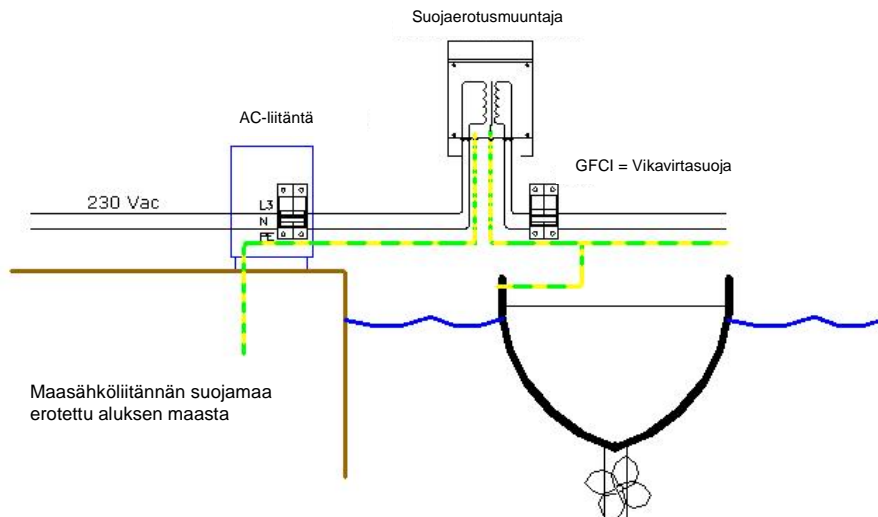 Suojaerotusmuuntaja
AC-liitäntä
GFCI = Vikavirtasuoja
230 Vac
L3
N
PE
Maasähköliitännän suojamaa
erotettu aluksen maasta